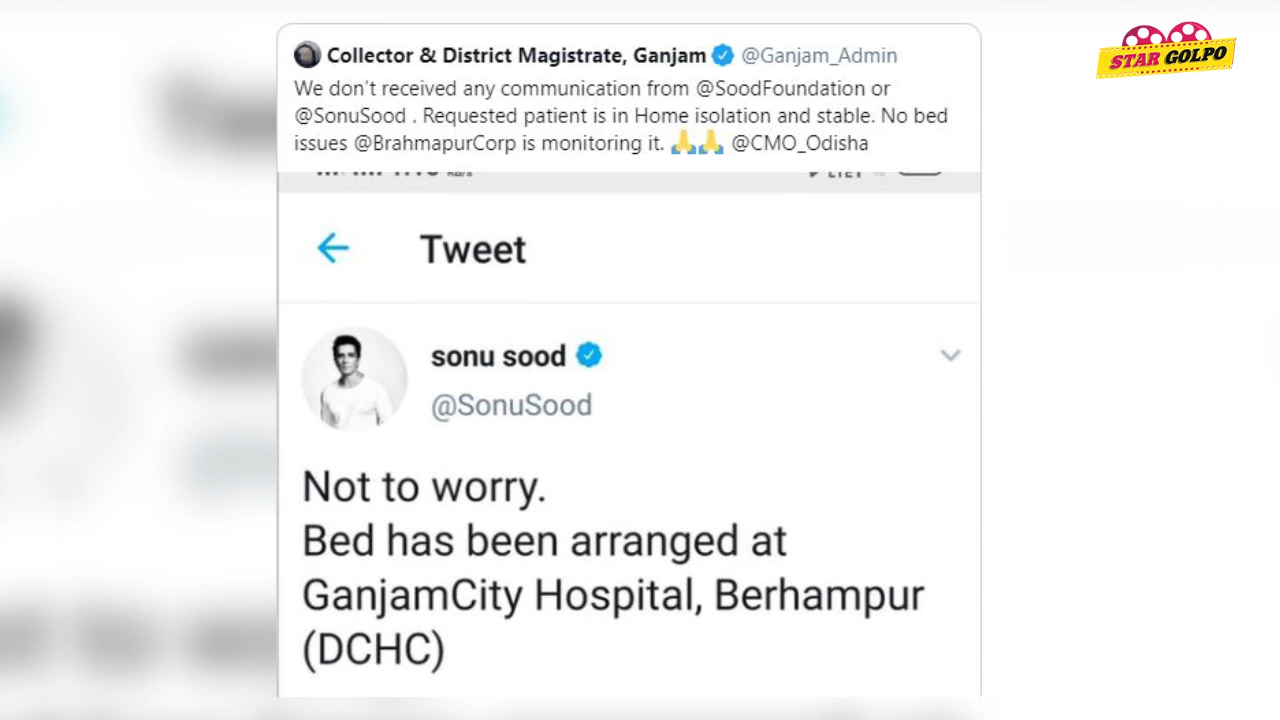 STAR GOLPO
Collector & District Magistrate, Ganjam @Ganjam_Admin
We don't received any communication from @SoodFoundation or
@SonuSood . Requested patient is in Home isolation and stable. No bed
issues @BrahmapurCorp is monitoring it. 🙏🙏 @CMO_Odisha
Tweet
sonu sood
@SonuSood
Not to worry.
Bed has been arranged at
GanjamCity Hospital, Berhampur
(DCHC)